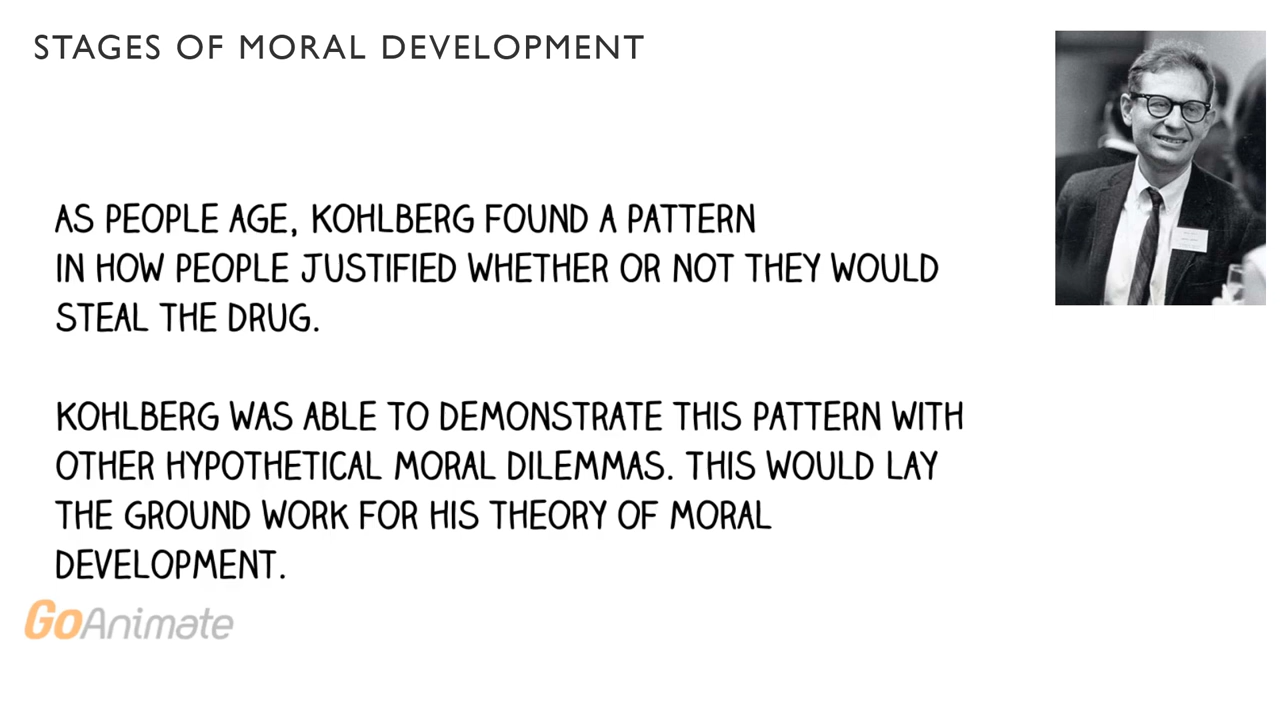 STAGES OF MORAL DEVELOPMENT
AS PEOPLE AGE, KOHLBERG FOUND A PATTERN
IN HOW PEOPLE JUSTIFIED WHETHER OR NOT THEY WOULD
STEAL THE DRUG.
KOHLBERG WAS ABLE TO DEMONSTRATE THIS PATTERN WITH
OTHER HYPOTHETICAL MORAL DILEMMAS. THIS WOULD LAY
THE GROUND WORK FOR HIS THEORY OF MORAL
DEVELOPMENT.
GoAnimate